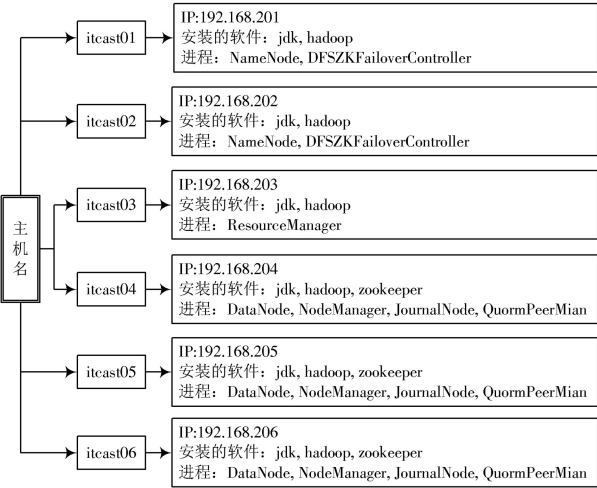 主机名
itcast01
IP:192.168.201
安装的软件：jdk, hadoop
进程：NameNode, DFSZKFailoverController
itcast02
IP:192.168.202
安装的软件：jdk, hadoop
进程：NameNode, DFSZKFailoverController
itcast03
IP:192.168.203
安装的软件：jdk, hadoop
进程：ResourceManager
itcast04
IP:192.168.204
安装的软件：jdk, hadoop, zookeeper
进程：DataNode, NodeManager, JournalNode, QuormPeerMian
itcast05
IP:192.168.205
安装的软件：jdk, hadoop, zookeeper
进程：DataNode, NodeManager, JournalNode, QuormPeerMian
itcast06
IP:192.168.206
安装的软件：jdk, hadoop, zookeeper
进程：DataNode, NodeManager, JournalNode, QuormPeerMian